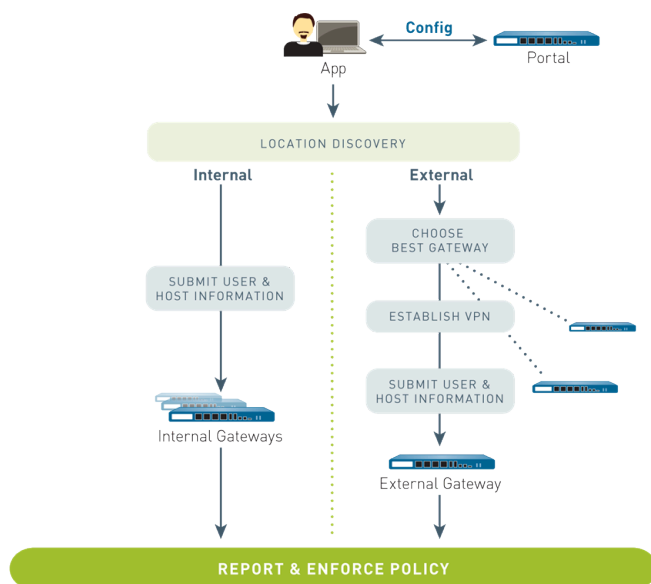 Config
App
Portal
LOCATION DISCOVERY
Internal
External
CHOOSE
BEST GATEWAY
SUBMIT USER &
HOST INFORMATION
ESTABLISH VPN
SUBMIT USER &
HOST INFORMATION
Internal Gateways
External Gateway
REPORT & ENFORCE POLICY